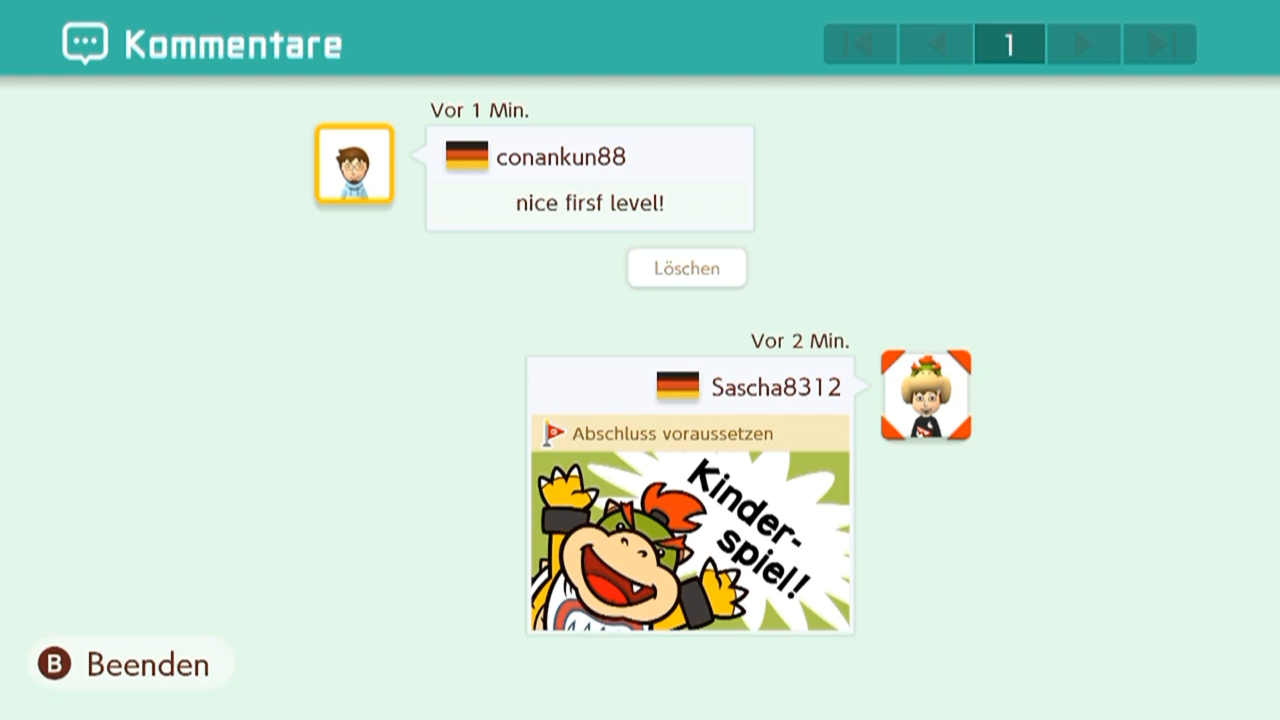 Kommentare
1
Vor 1 Min.
conankun88
nice firsf level!
Löschen
Vor 2 Min.
Sascha8312
Abschluss voraussetzen
Kinder-
spiel!
B Beenden